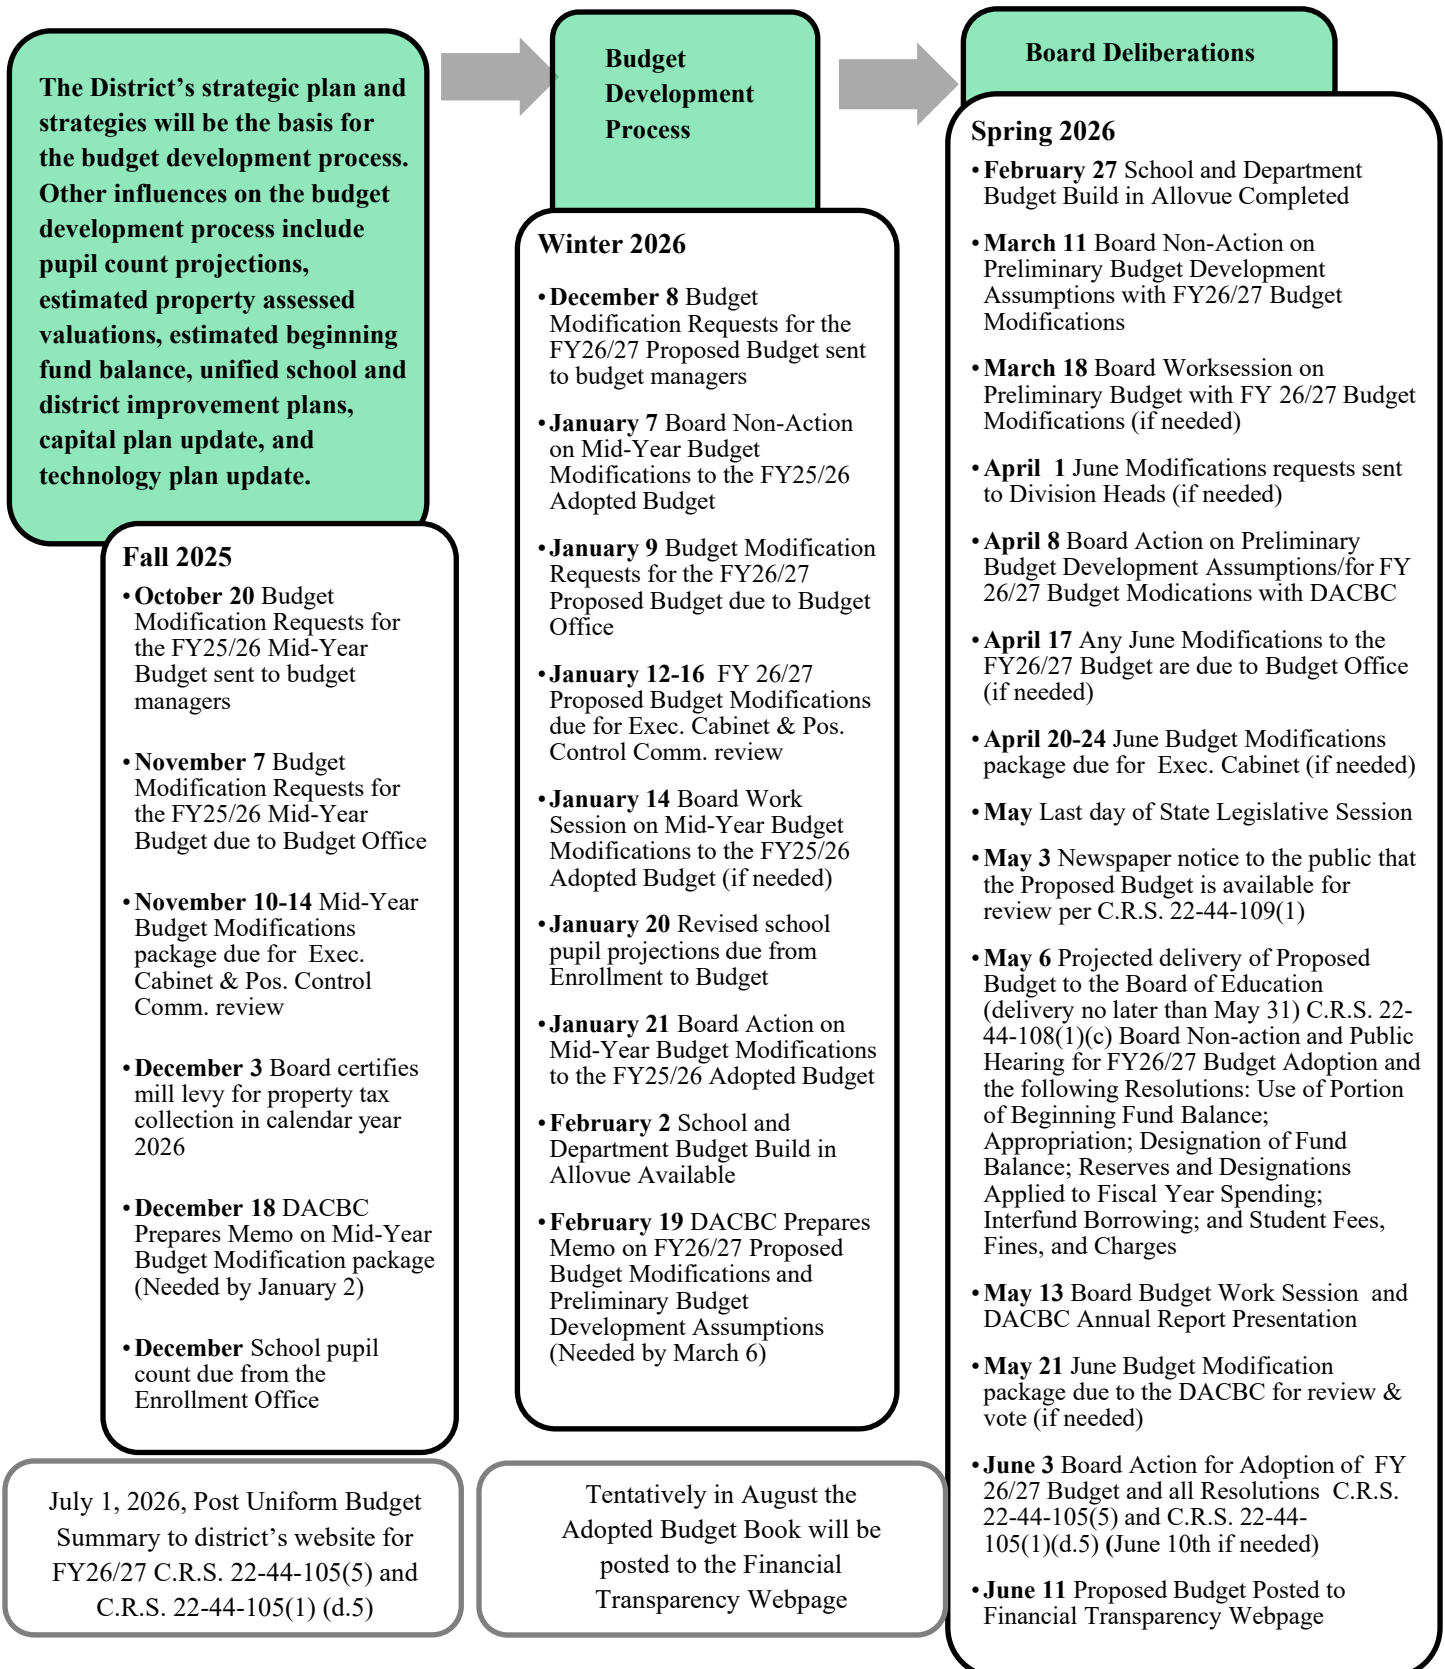 The District’s strategic plan and
strategies will be the basis for
the budget development process.
Other influences on the budget
development process include
pupil count projections,
estimated property assessed
valuations, estimated beginning
fund balance, unified school and
district improvement plans,
capital plan update, and
technology plan update.
Fall 2025
• October 20 Budget
Modification Requests for
the FY25/26 Mid-Year
Budget sent to budget
managers
• November 7 Budget
Modification Requests for
the FY25/26 Mid-Year
Budget due to Budget Office
• November 10-14 Mid-Year
Budget Modifications
package due for Exec.
Cabinet & Pos. Control
Comm. review
• December 3 Board certifies
mill levy for property tax
collection in calendar year
2026
• December 18 DACBC
Prepares Memo on Mid-Year
Budget Modification package
(Needed by January 2)
• December School pupil
count due from the
Enrollment Office
July 1, 2026, Post Uniform Budget
Summary to district’s website for
FY26/27 C.R.S. 22-44-105(5) and
C.R.S. 22-44-105(1) (d.5)
Budget
Development
Process
Winter 2026
• December 8 Budget
Modification Requests for the
FY26/27 Proposed Budget sent
to budget managers
• January 7 Board Non-Action
on Mid-Year Budget
Modifications to the FY25/26
Adopted Budget
• January 9 Budget Modification
Requests for the FY26/27
Proposed Budget due to Budget
Office
• January 12-16 FY 26/27
Proposed Budget Modifications
due for Exec. Cabinet & Pos.
Control Comm. review
• January 14 Board Work
Session on Mid-Year Budget
Modifications to the FY25/26
Adopted Budget (if needed)
• January 20 Revised school
pupil projections due from
Enrollment to Budget
• January 21 Board Action on
Mid-Year Budget Modifications
to the FY25/26 Adopted Budget
• February 2 School and
Department Budget Build in
Allovue Available
• February 19 DACBC Prepares
Memo on FY26/27 Proposed
Budget Modifications and
Preliminary Budget
Development Assumptions
(Needed by March 6)
Tentatively in August the
Adopted Budget Book will be
posted to the Financial
Transparency Webpage
Board Deliberations
Spring 2026
• February 27 School and Department
Budget Build in Allovue Completed
• March 11 Board Non-Action on
Preliminary Budget Development
Assumptions with FY26/27 Budget
Modifications
• March 18 Board Worksession on
Preliminary Budget with FY 26/27 Budget
Modifications (if needed)
• April 1 June Modifications requests sent
to Division Heads (if needed)
• April 8 Board Action on Preliminary
Budget Development Assumptions/for FY
26/27 Budget Modications with DACBC
• April 17 Any June Modifications to the
FY26/27 Budget are due to Budget Office
(if needed)
• April 20-24 June Budget Modifications
package due for Exec. Cabinet (if needed)
• May Last day of State Legislative Session
• May 3 Newspaper notice to the public that
the Proposed Budget is available for
review per C.R.S. 22-44-109(1)
• May 6 Projected delivery of Proposed
Budget to the Board of Education
(delivery no later than May 31) C.R.S. 22-
44-108(1)(c) Board Non-action and Public
Hearing for FY26/27 Budget Adoption and
the following Resolutions: Use of Portion
of Beginning Fund Balance;
Appropriation; Designation of Fund
Balance; Reserves and Designations
Applied to Fiscal Year Spending;
Interfund Borrowing; and Student Fees,
Fines, and Charges
• May 13 Board Budget Work Session and
DACBC Annual Report Presentation
• May 21 June Budget Modification
package due to the DACBC for review &
vote (if needed)
• June 3 Board Action for Adoption of FY
26/27 Budget and all Resolutions C.R.S.
22-44-105(5) and C.R.S. 22-44-
105(1)(d.5) (June 10th if needed)
• June 11 Proposed Budget Posted to
Financial Transparency Webpage